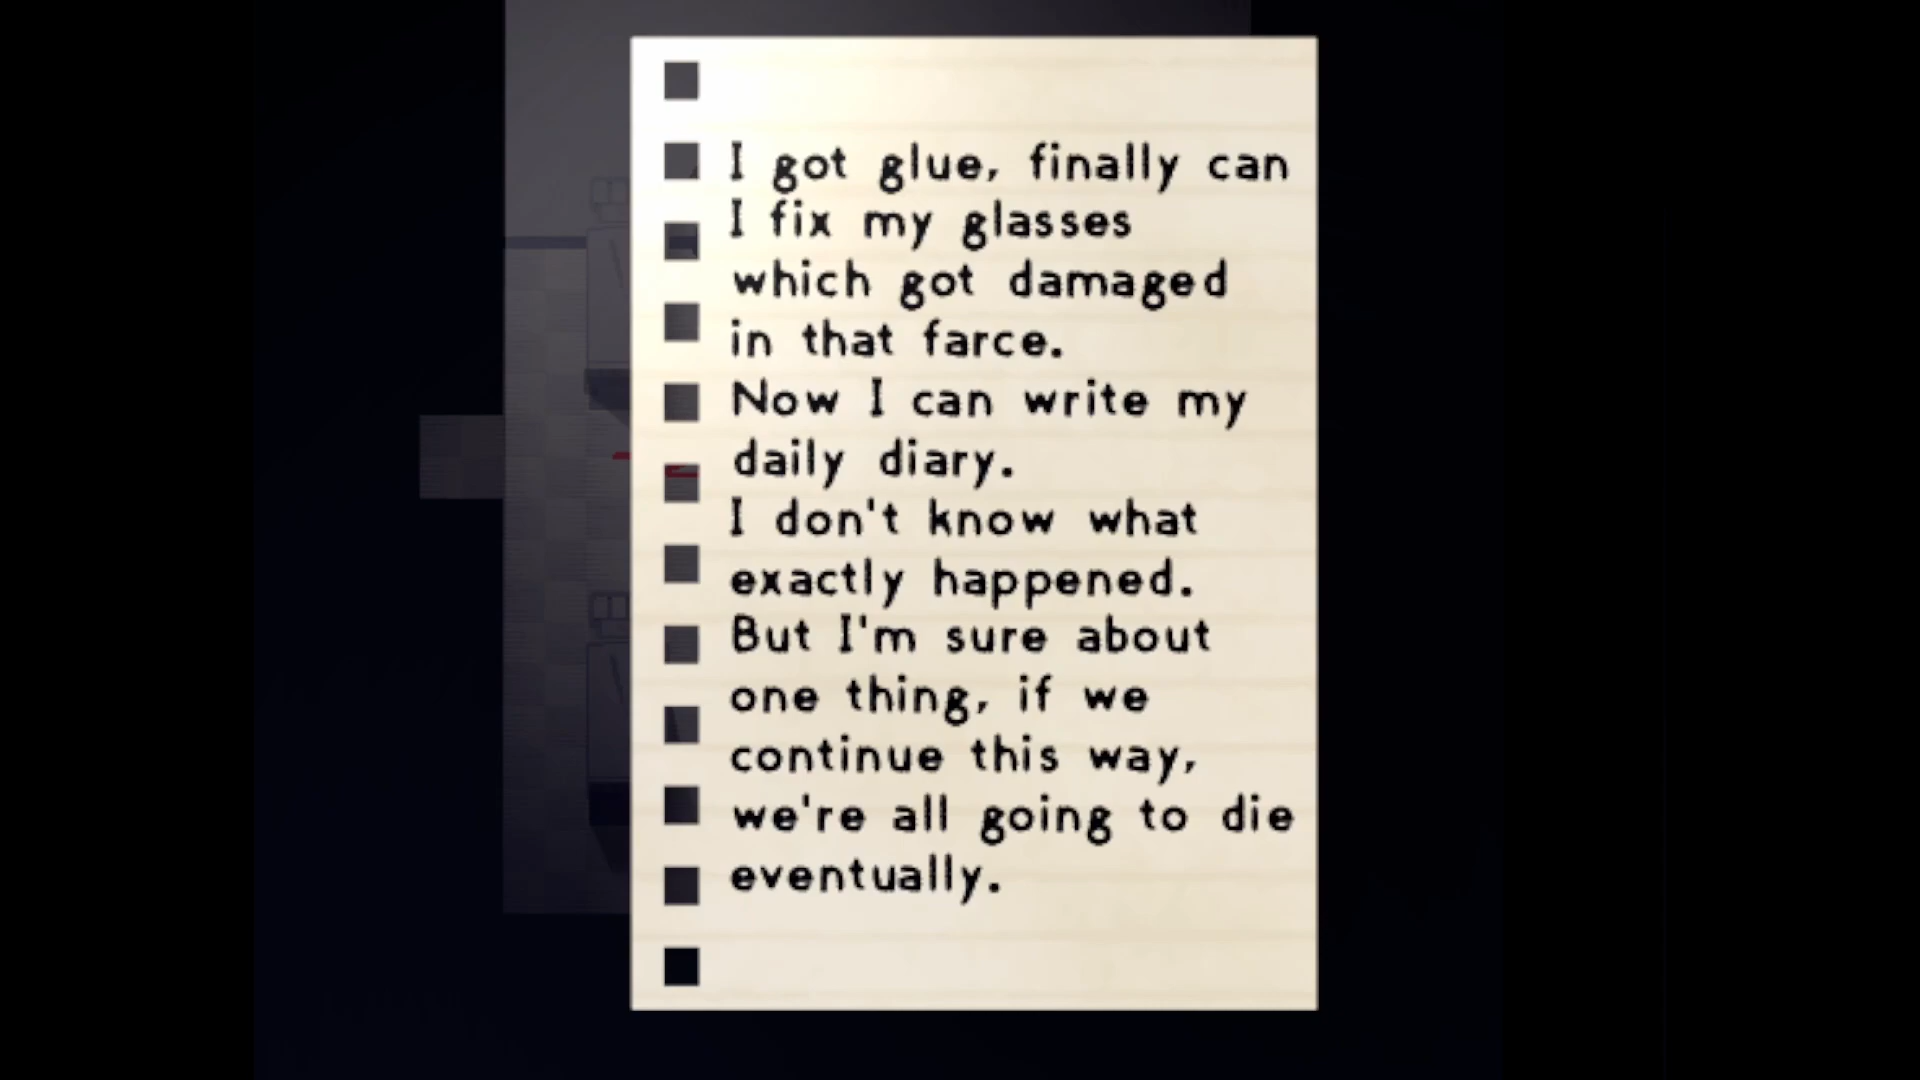 I got glue, finally can
I fix my glasses
which got damaged
in that farce.
Now I can write my
daily diary.
I don't know what
exactly happened.
But I'm sure about
one thing, if we
continue this way,
we're all going to die
eventually.